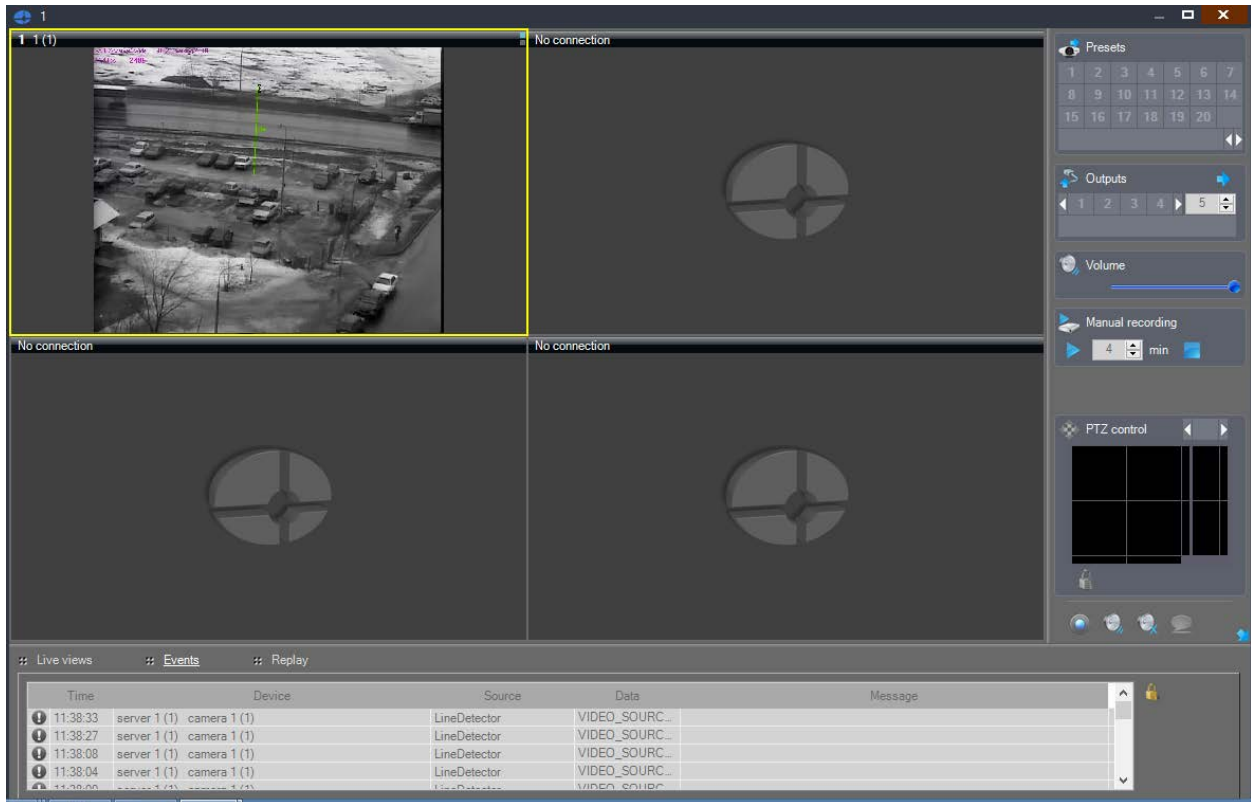 1
1 1 (1)
No connection
Presets
1 2 3 4 5 6 7
8 9 10 11 12 13 14
15 16 17 18 19 20
Outputs
1 2 3 4 5
Volume
Manual recording
4 min
No connection
No connection
PTZ control
Live views Events Replay
Time Device Source Data Message
11:38:33 server 1 (1) camera 1 (1) LineDetector VIDEO_SOURC...
11:38:27 server 1 (1) camera 1 (1) LineDetector VIDEO_SOURC...
11:38:08 server 1 (1) camera 1 (1) LineDetector VIDEO_SOURC...
11:38:04 server 1 (1) camera 1 (1) LineDetector VIDEO_SOURC...